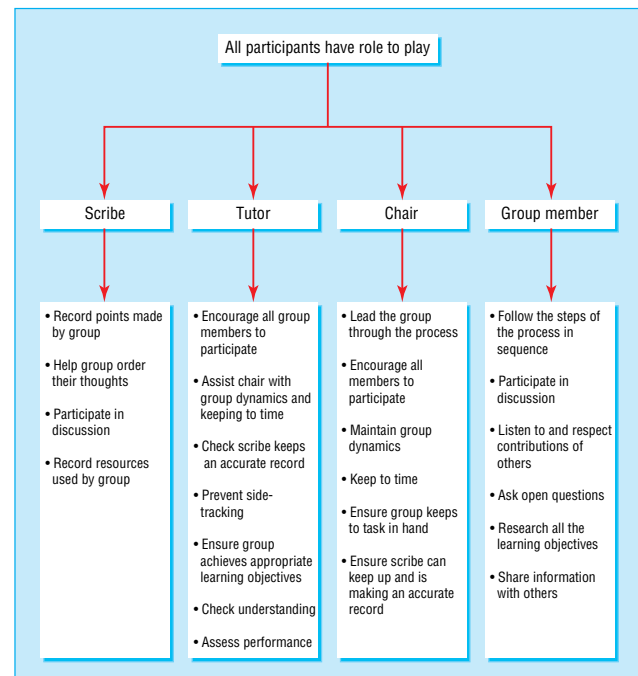 All participants have role to play
Scribe
Tutor
Chair
Group member
• Record points made
by group
• Help group order
their thoughts
• Participate in
discussion
• Record resources
used by group
• Encourage all group
members to
participate
• Assist chair with
group dynamics and
keeping to time
• Check scribe keeps
an accurate record
• Prevent side-
tracking
• Ensure group
achieves appropriate
learning objectives
• Check understanding
• Assess performance
• Lead the group
through the process
• Encourage all
members to
participate
• Maintain group
dynamics
• Keep to time
• Ensure group keeps
to task in hand
• Ensure scribe can
keep up and is
making an accurate
record
• Follow the steps of
the process in
sequence
• Participate in
discussion
• Listen to and respect
contributions of
others
• Ask open questions
• Research all the
learning objectives
• Share information
with others